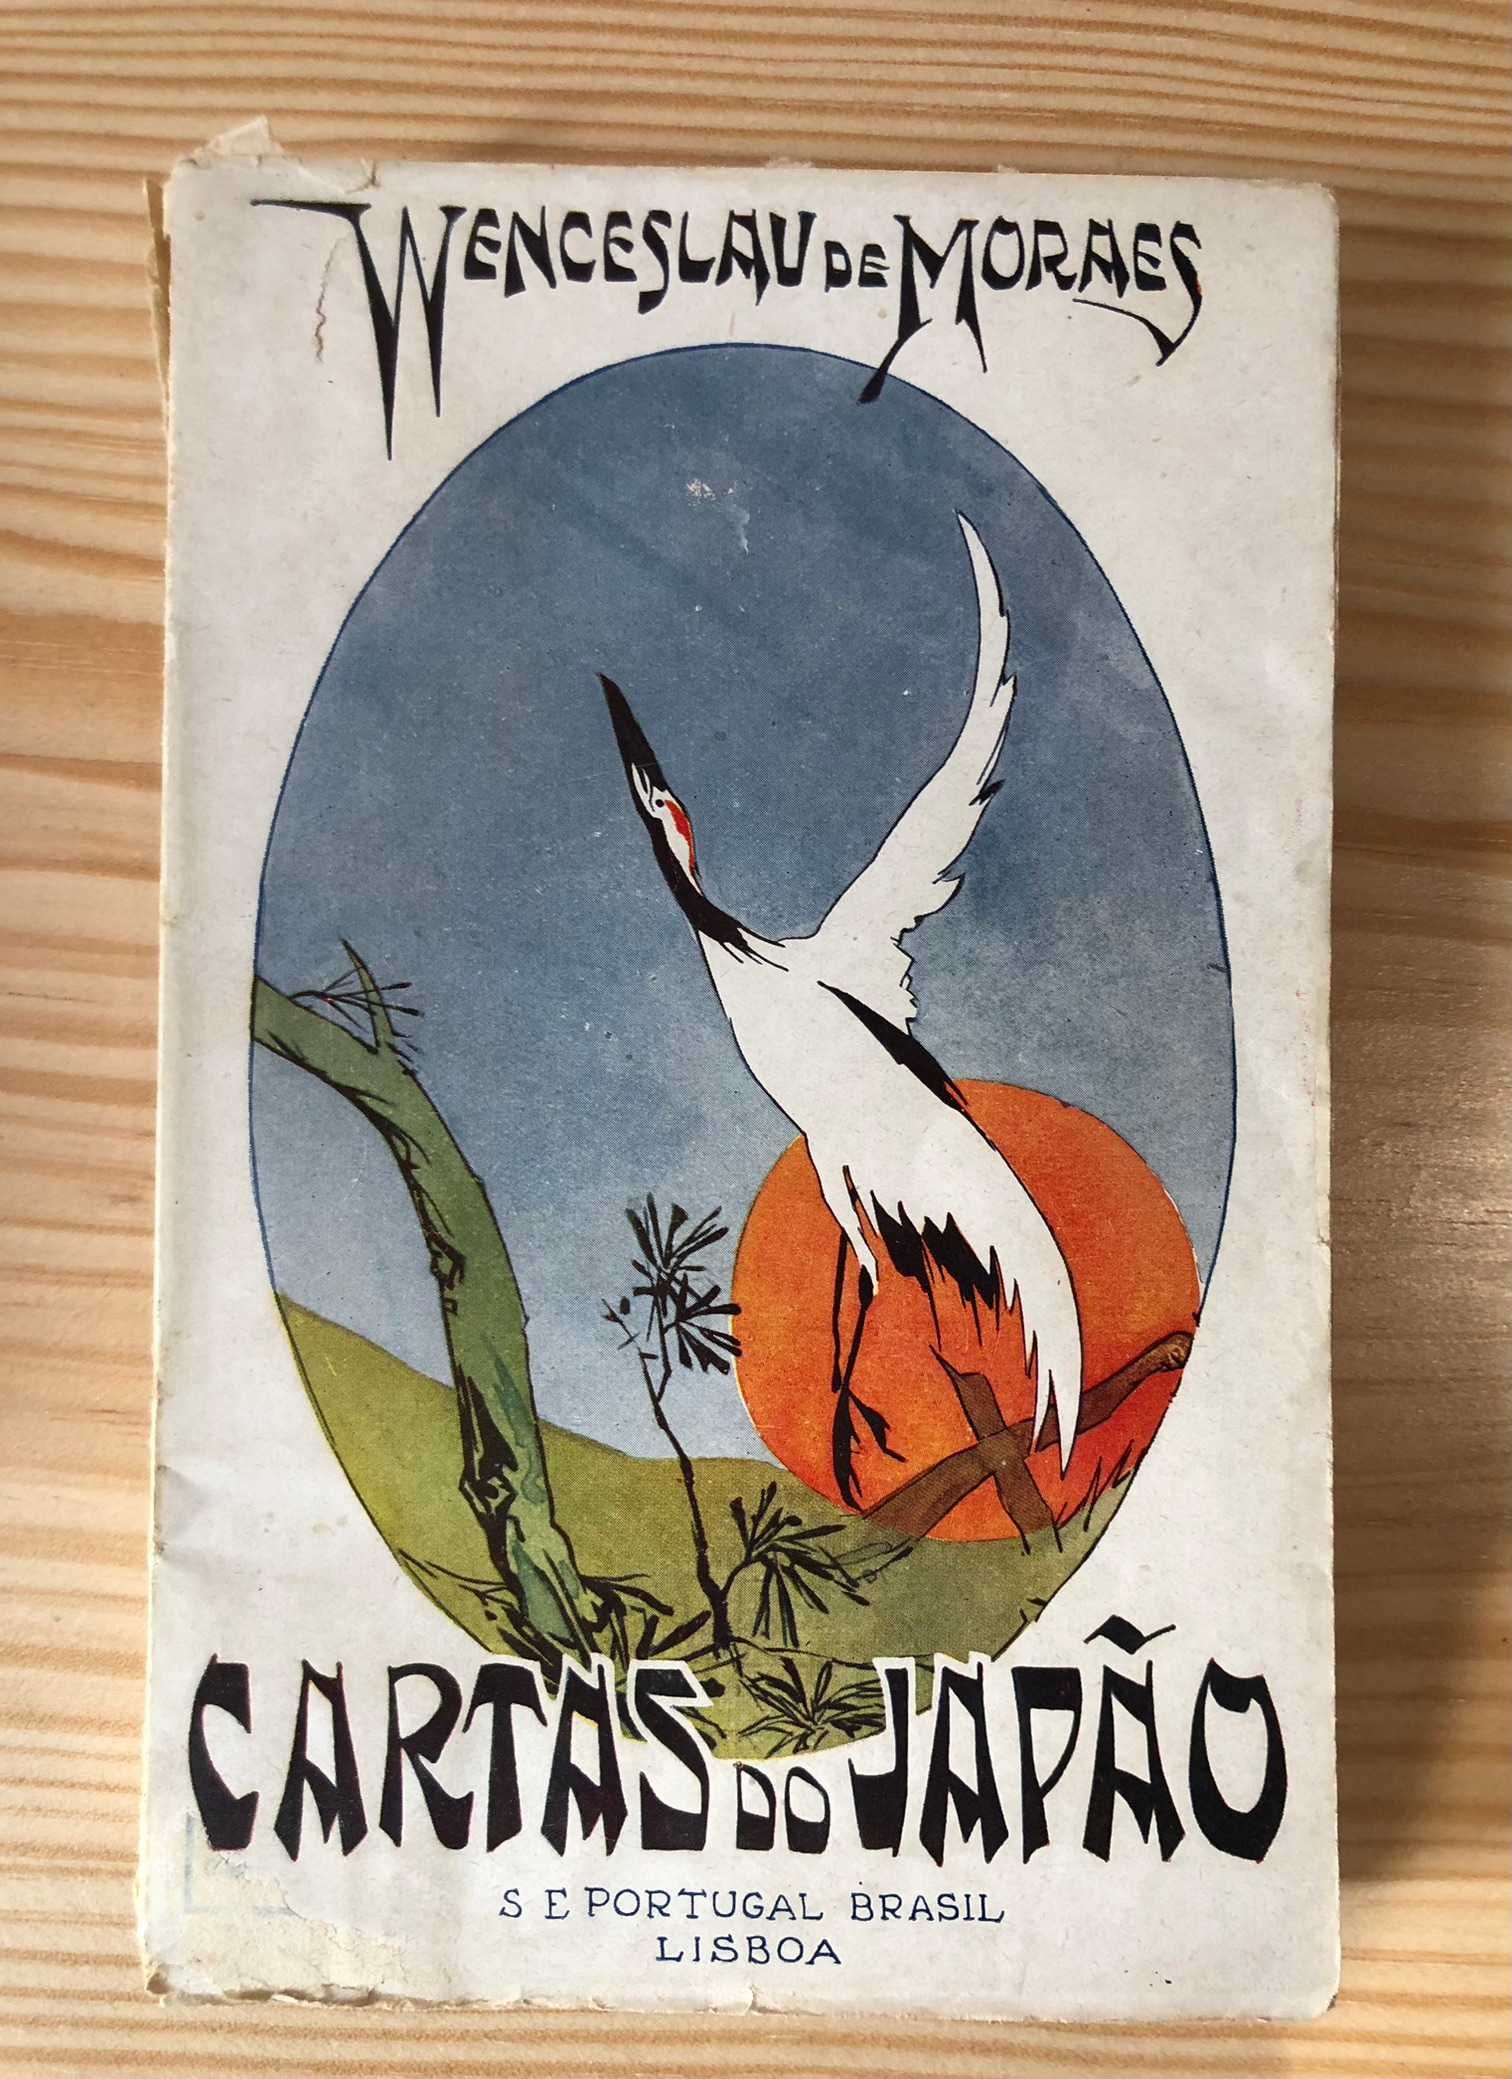 WENCESLAU DE MORAES
CARTAS DO JAPÃO
S E PORTUGAL BRASIL
LISBOA